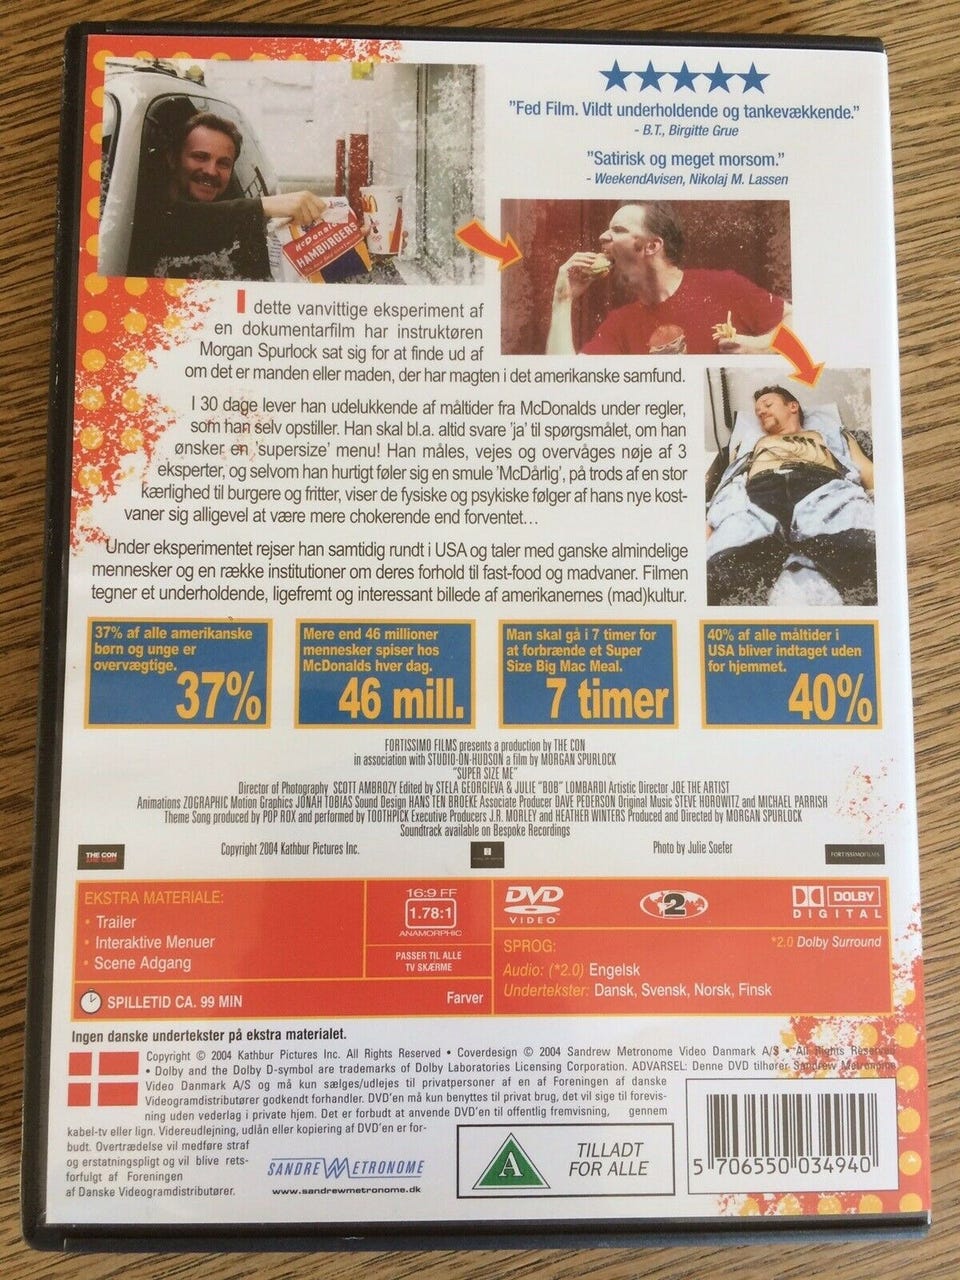 "Fed Film. Vildt underholdende og tankevækkende."
- B.T., Birgitte Grue
"Satirisk og meget morsom."
- WeekendAvisen, Nikolaj M. Lassen
McDonald's
HAMBURGERS
I dette vanvittige eksperiment af
en dokumentarfilm har instruktøren
Morgan Spurlock sat sig for at finde ud af
om det er manden eller maden, der har magten i det amerikanske samfund.
I 30 dage lever han udelukkende af måltider fra McDonalds under regler,
som han selv opstiller. Han skal bl.a. altid svare 'ja' til spørgsmålet, om han
ønsker en 'supersize' menu! Han måles, vejes og overvåges nøje af 3
eksperter, og selvom han hurtigt føler sig en smule 'McDårlig', på trods af en stor
kærlighed til burgere og fritter, viser de fysiske og psykiske følger af hans nye kost-
vaner sig alligevel at være mere chokerende end forventet...
Under eksperimentet rejser han samtidig rundt i USA og taler med ganske almindelige
mennesker og en række institutioner om deres forhold til fast-food og madvaner. Filmen
tegner et underholdende, ligefremt og interessant billede af amerikanernes (mad)kultur.
37% af alle amerikanske
børn og unge er
overvægtige.
37%
Mere end 46 millioner
mennesker spiser hos
McDonalds hver dag.
46 mill.
Man skal gå i 7 timer for
at forbrænde et Super
Size Big Mac Meal.
7 timer
40% af alle måltider i
USA bliver indtaget uden
for hjemmet.
40%
FORTISSIMO FILMS presents a production by THE CON
in association with STUDIO-ON-HUDSON a film by MORGAN SPURLOCK
"SUPER SIZE ME"
Director of Photography SCOTT AMBROZY Edited by STELA GEORGIEVA & JULIE "BOB" LOMBARDI Artistic Director JOE THE ARTIST
Animations ZOGRAPHIC Motion Graphics JONAH TOBIAS Sound Design HANS TEN BROEKE Associate Producer DAVE PEDERSON Original Music STEVE HOROWITZ and MICHAEL PARRISH
Theme Song produced by POP ROX and performed by TOOTHPICK Executive Producers J.R. MORLEY and HEATHER WINTERS Produced and Directed by MORGAN SPURLOCK
Soundtrack available on Bespoke Recordings
Copyright 2004 Kathbur Pictures Inc.
Photo by Julie Soefer
THE CON
FORTISSIMOFILMS
EKSTRA MATERIALE:
• Trailer
• Interaktive Menuer
• Scene Adgang
16:9 FF
1.78:1
ANAMORPHIC
PASSER TIL ALLE
TV SKÆRME
SPILLETID CA. 99 MIN
Farver
DVD
VIDEO
2
DOLBY
DIGITAL
SPROG:
*2.0 Dolby Surround
Audio: (*2.0) Engelsk
Undertekster: Dansk, Svensk, Norsk, Finsk
Ingen danske undertekster på ekstra materialet.
Copyright © 2004 Kathbur Pictures Inc. All Rights Reserved • Coverdesign © 2004 Sandrew Metronome Video Danmark A/S • All Rights Reserved
• Dolby and the Dolby D-symbol are trademarks of Dolby Laboratories Licensing Corporation. ADVARSEL: Denne DVD tilhører Sandrew Metronome
Video Danmark A/S og må kun sælges/udlejes til privatpersoner af en af Foreningen af danske
Videogramdistributører godkendt forhandler. DVD'en må kun benyttes til privat brug, det vil sige til forevis-
ning uden vederlag i private hjem. Det er forbudt at anvende DVD'en til offentlig fremvisning, gennem
kabel-tv eller lign. Videreudlejning, udlån eller kopiering af DVD'en er for-
budt. Overtrædelse vil medføre straf
og erstatningspligt og vil blive rets-
forfulgt af Foreningen
af Danske Videogramdistributører.
SANDREW METRONOME
www.sandrewmetronome.dk
A
TILLADT
FOR ALLE
5 706550 034940